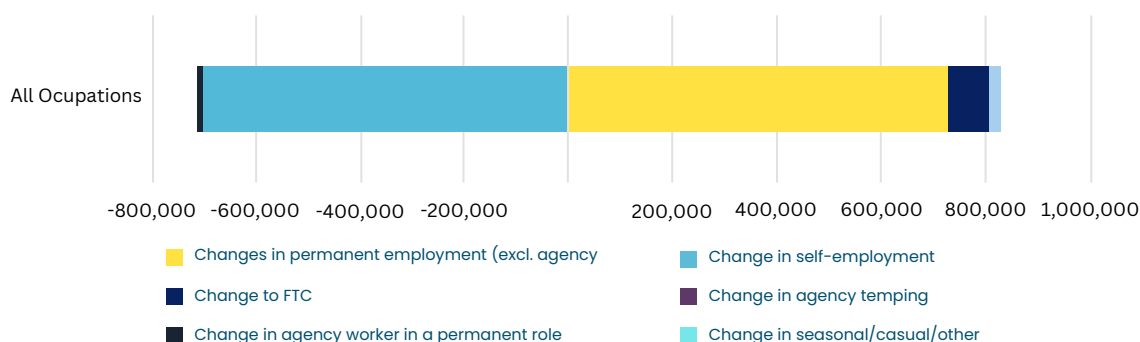 All Ocupations
-800,000 -600,000 -400,000 -200,000 200,000 400,000 600,000 800,000 1,000,000
Changes in permanent employment (excl. agency
Change in self-employment
Change to FTC
Change in agency temping
Change in agency worker in a permanent role
Change in seasonal/casual/other